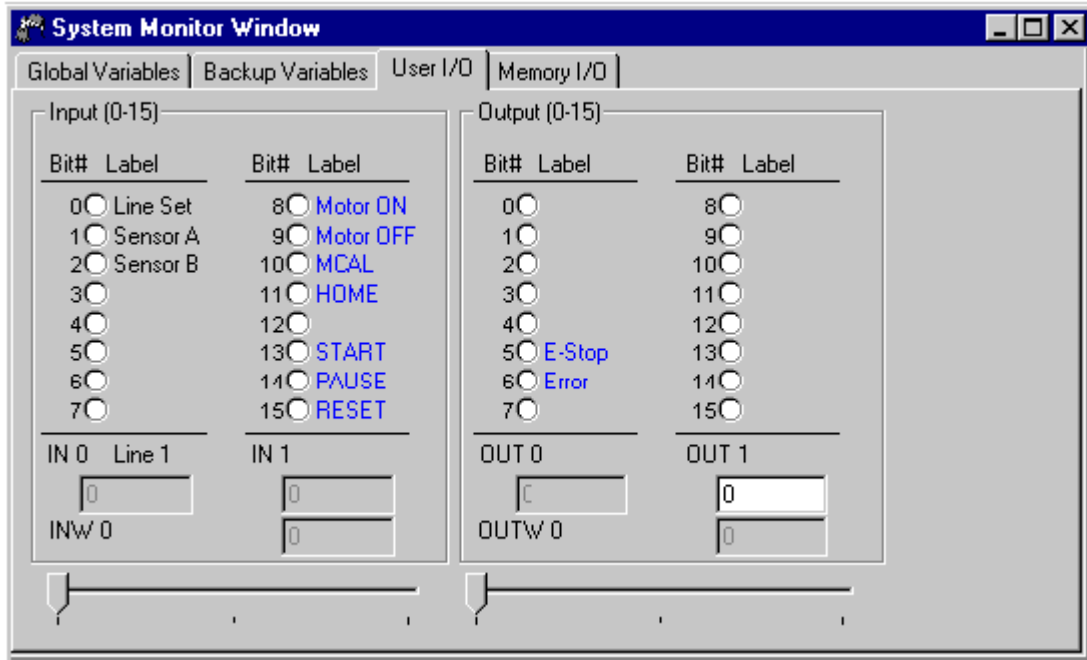 System Monitor Window
Global Variables Backup Variables User I/O Memory I/O
Input (0-15)
Bit# Label Bit# Label
0 Line Set 8 Motor ON
1 Sensor A 9 Motor OFF
2 Sensor B 10 MCAL
3 11 HOME
4 12
5 13 START
6 14 PAUSE
7 15 RESET
IN 0 Line 1 IN 1
0 0
INW 0 0
Output (0-15)
Bit# Label Bit# Label
0 8
1 9
2 10
3 11
4 12
5 E-Stop 13
6 Error 14
7 15
OUT 0 OUT 1
0
OUTW 0 0